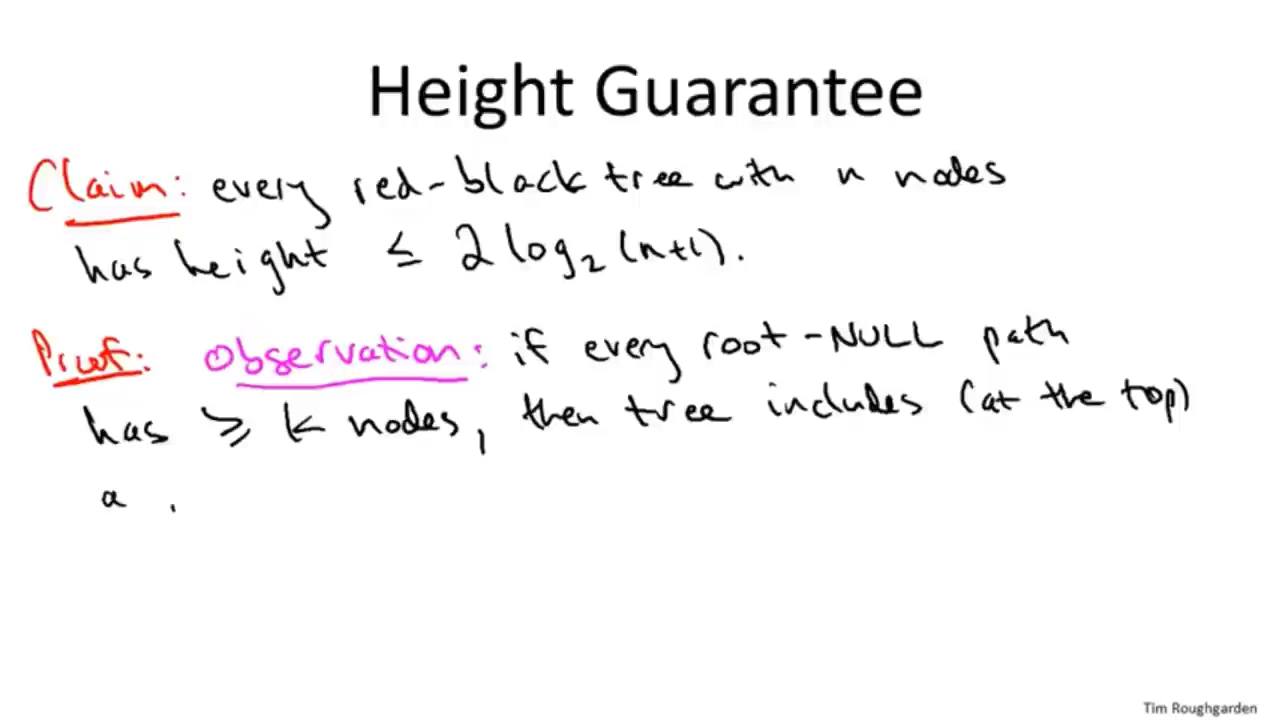 Height Guarantee
Claim: every red-black tree with n nodes
has height ≤ 2 log₂ (n+1).
Proof: Observation: if every root-NULL path
has ≥ k nodes, then tree includes (at the top)
a
Tim Roughgarden